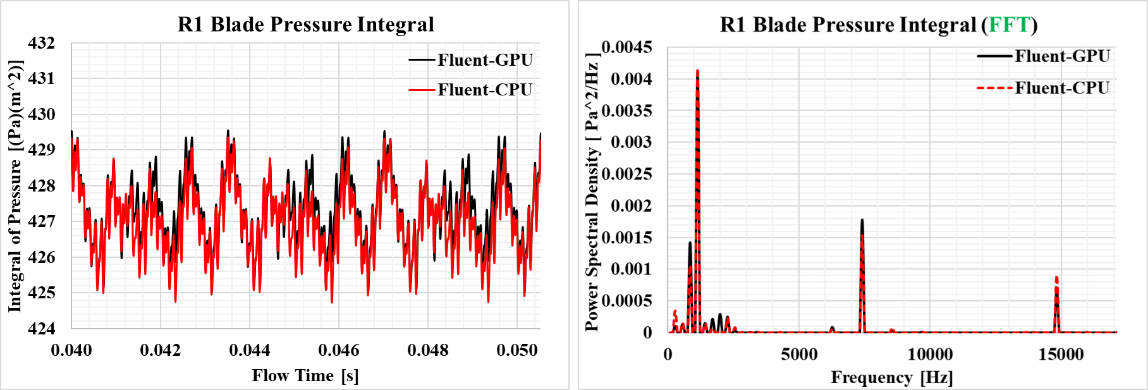 R1 Blade Pressure Integral
Integral of Pressure [(Pa)(m^2)]
432
431
430
429
428
427
426
425
424
Fluent-GPU
Fluent-CPU
0.040 0.042 0.044 0.046 0.048 0.050
Flow Time [s]
R1 Blade Pressure Integral (FFT)
Power Spectral Density [ Pa^2/Hz ]
0.0045
0.004
0.0035
0.003
0.0025
0.002
0.0015
0.001
0.0005
0
Fluent-GPU
Fluent-CPU
0 5000 10000 15000
Frequency [Hz]